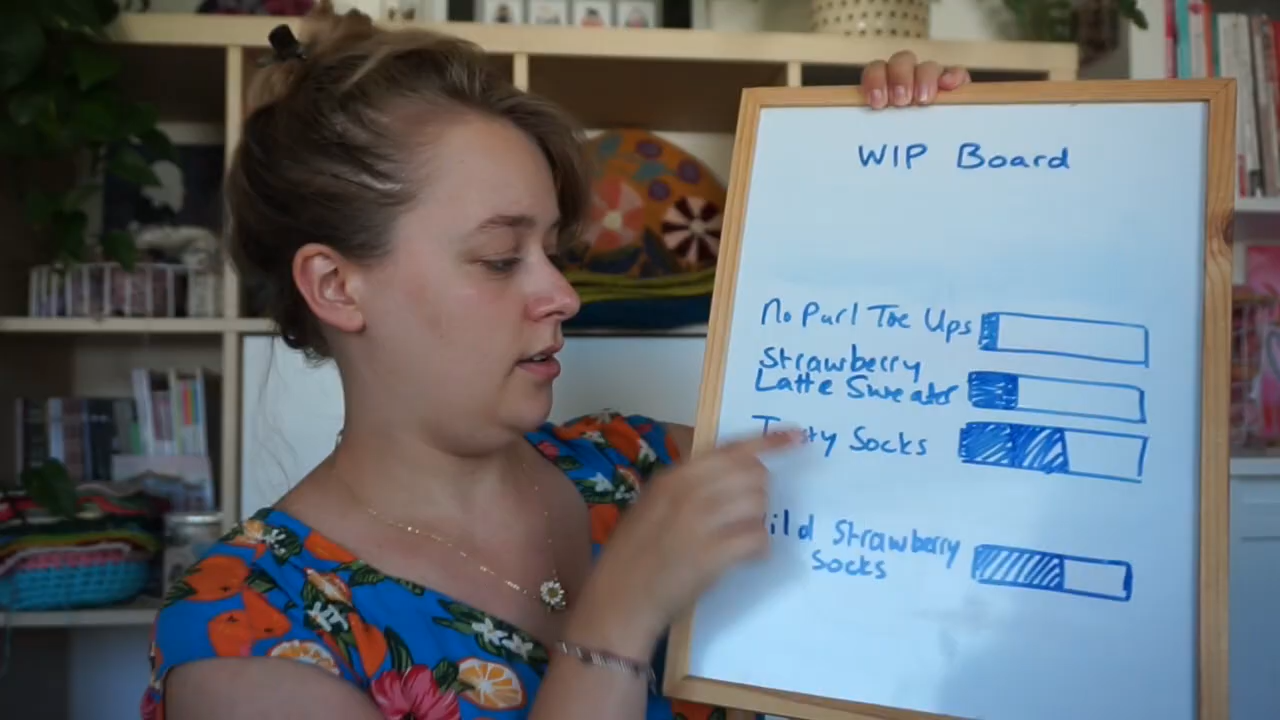 WIP Board
No Purl Toe Ups
Strawberry
Latte Sweater
Socks
Strawberry
Socks